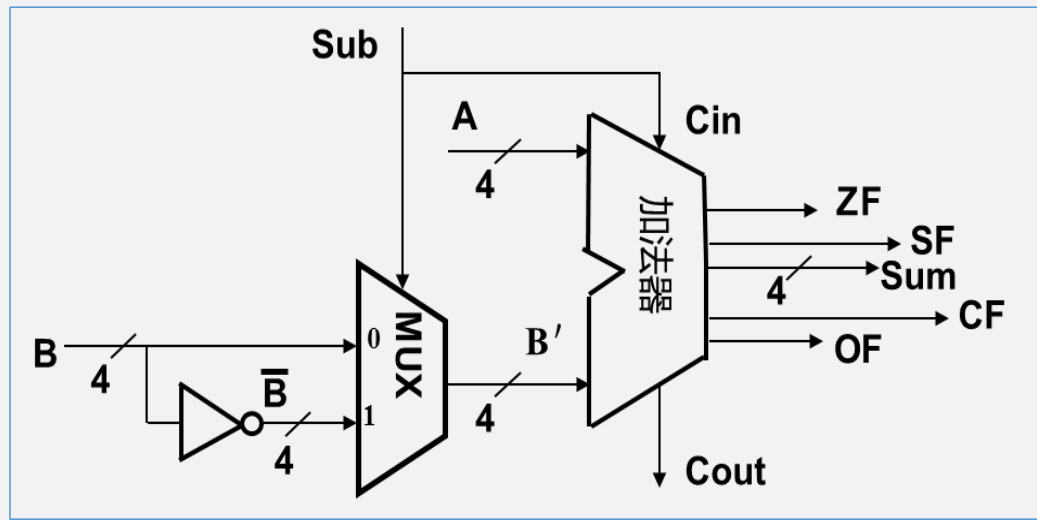 Sub
A
Cin
4
ZF
SF
加法器
4
Sum
CF
MUX
0
B′
OF
B
4
B̅
1
4
4
Cout